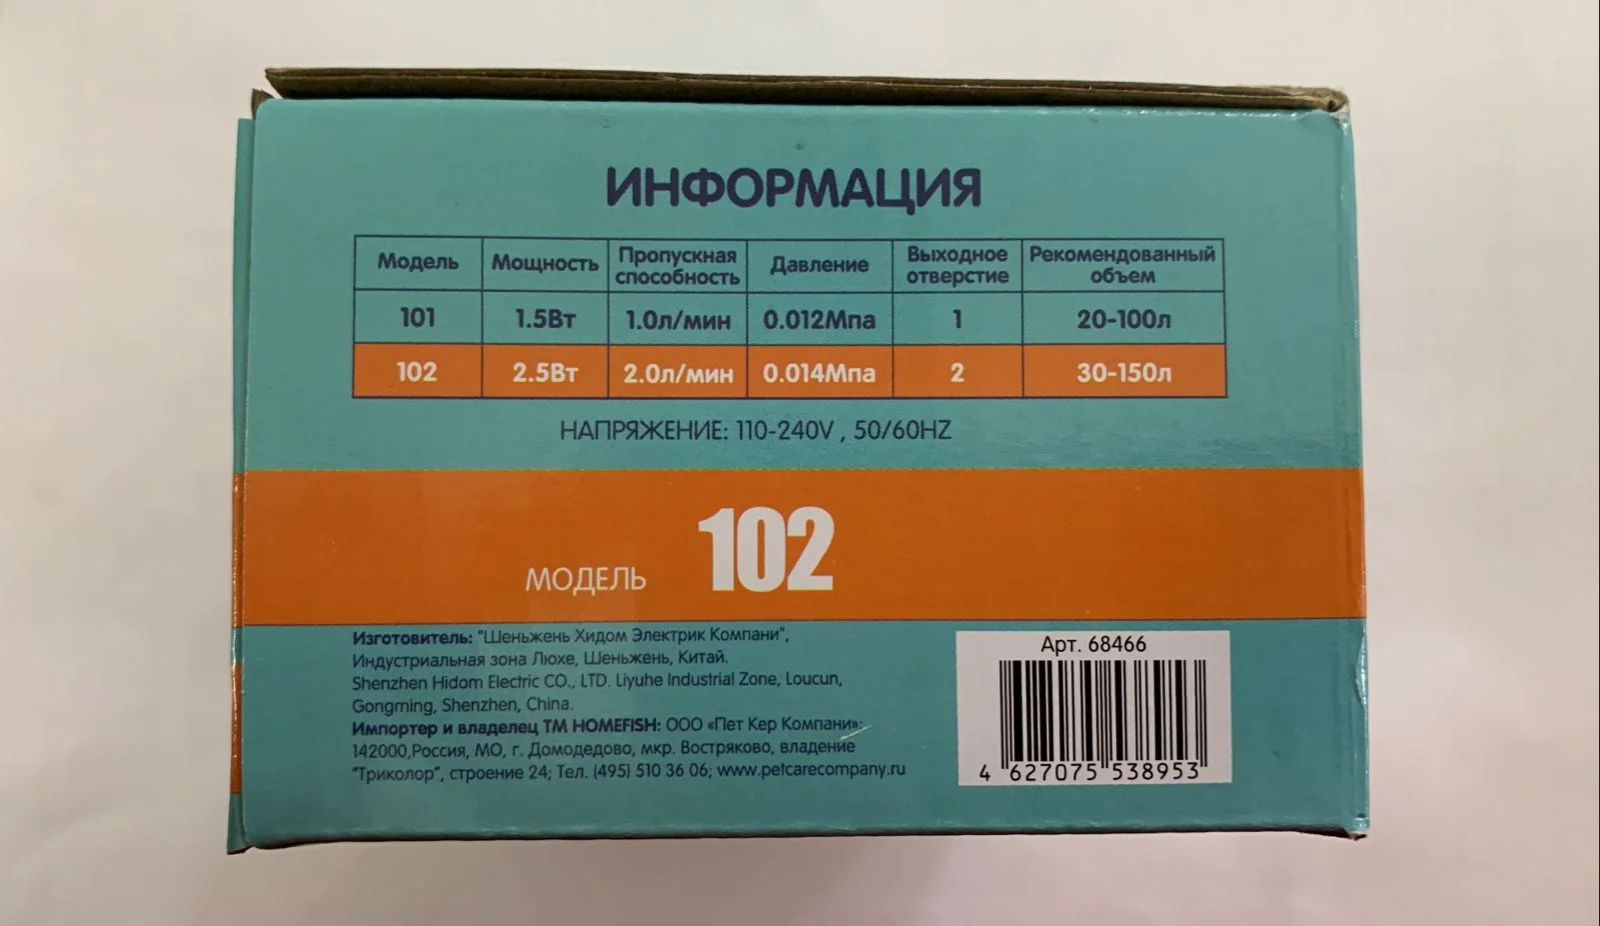 ИНФОРМАЦИЯ
Модель Мощность Пропускная способность Давление Выходное отверстие Рекомендованный объем
101 1.5Вт 1.0л/мин 0.012Мпа 1 20-100л
102 2.5Вт 2.0л/мин 0.014Мпа 2 30-150л
НАПРЯЖЕНИЕ: 110-240V , 50/60HZ
МОДЕЛЬ 102
Изготовитель: "Шеньжень Хидом Электрик Компани",
Индустриальная зона Люхе, Шеньжень, Китай.
Shenzhen Hidom Electric CO., LTD. Liyuhe Industrial Zone, Loucun,
Gongming, Shenzhen, China.
Импортер и владелец ТМ HOMEFISH: ООО «Пет Кер Компани»:
142000,Россия, МО, г. Домодедово, мкр. Востряково, владение
"Триколор", строение 24; Тел. (495) 510 36 06; www.petcarecompany.ru
Арт. 68466
4 627075 538953